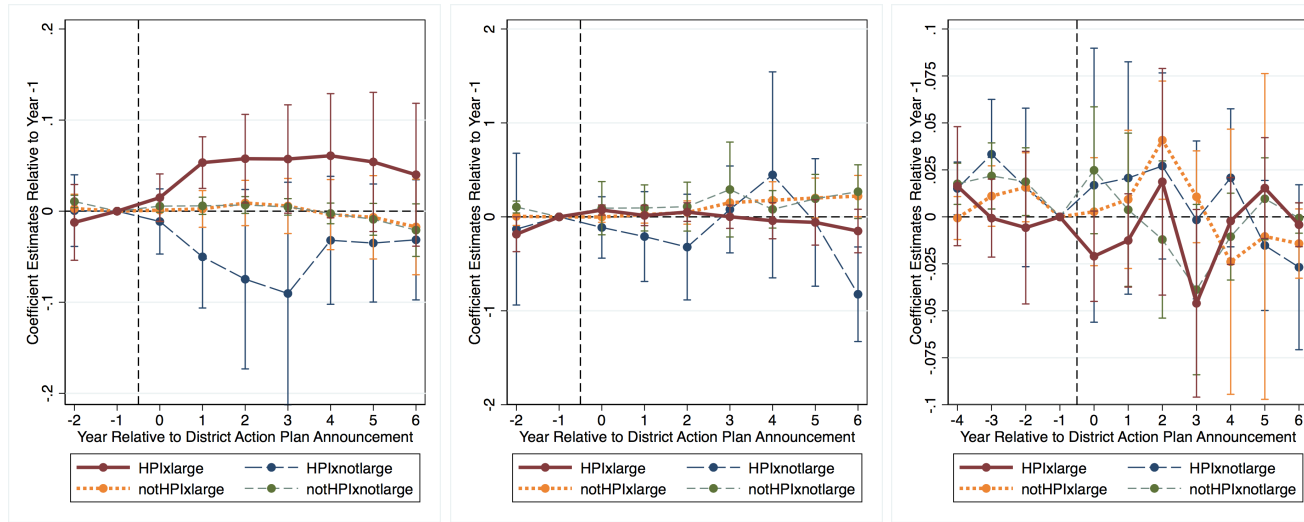 Coefficient Estimates Relative to Year -1
.2
.1
0
-.1
-.2
-2 -1 0 1 2 3 4 5 6
Year Relative to District Action Plan Announcement
HPIxlarge HPIxnotlarge
notHPIxlarge notHPIxnotlarge
Coefficient Estimates Relative to Year -1
2
1
0
-1
-2
-2 -1 0 1 2 3 4 5 6
Year Relative to District Action Plan Announcement
HPIxlarge HPIxnotlarge
notHPIxlarge notHPIxnotlarge
Coefficient Estimates Relative to Year -1
.1
.075
.05
.025
0
-.025
-.05
-.075
-.1
-4 -3 -2 -1 0 1 2 3 4 5 6
Year Relative to District Action Plan Announcement
HPIxlarge HPIxnotlarge
notHPIxlarge notHPIxnotlarge